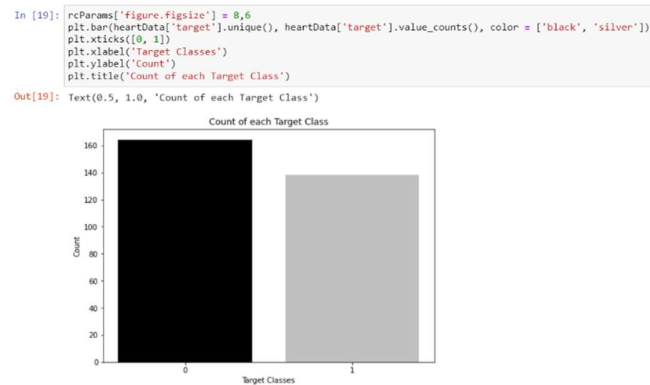 In [19]: rcParams['figure.figsize'] = 8,6
plt.bar(heartData['target'].unique(), heartData['target'].value_counts(), color = ['black', 'silver'])
plt.xticks([0, 1])
plt.xlabel('Target Classes')
plt.ylabel('Count')
plt.title('Count of each Target Class')
Out[19]: Text(0.5, 1.0, 'Count of each Target Class')
Count of each Target Class
160
140
120
100
80
60
40
20
0
Count
0 1
Target Classes